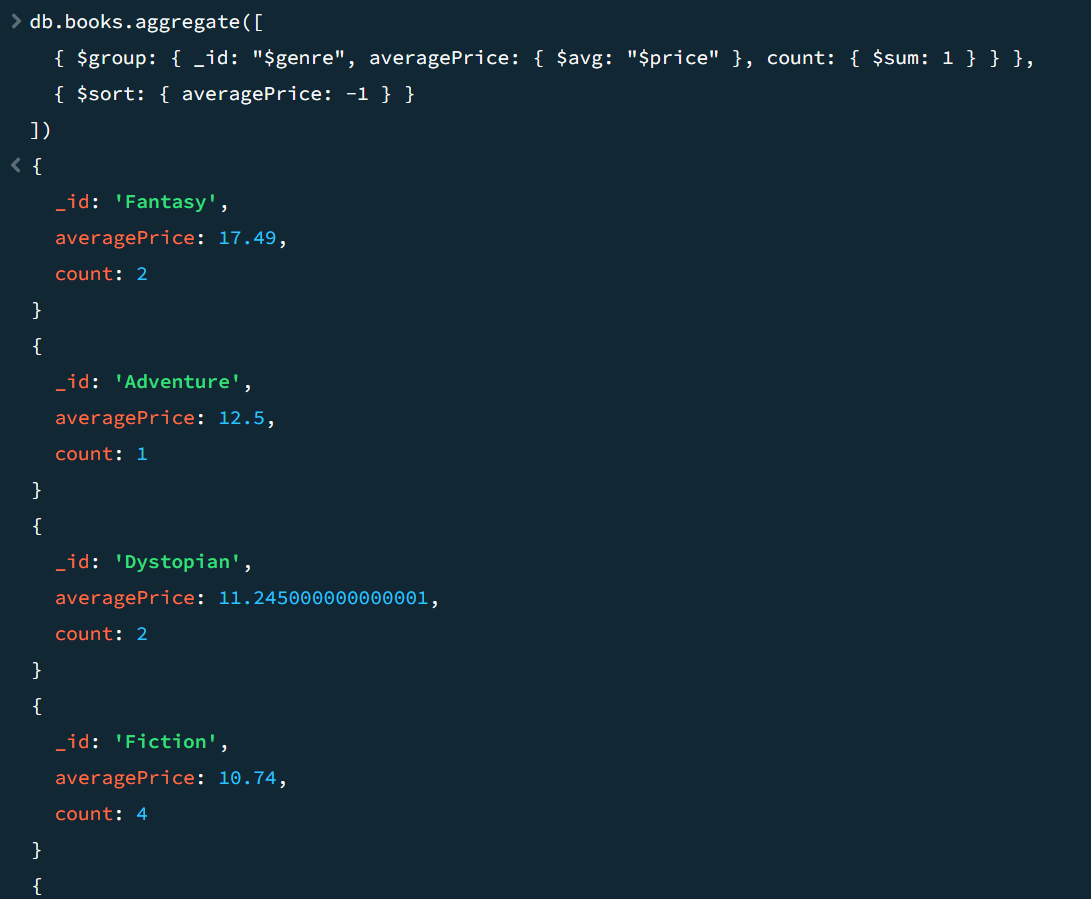 > db.books.aggregate([
{ $group: { _id: "$genre", averagePrice: { $avg: "$price" }, count: { $sum: 1 } } },
{ $sort: { averagePrice: -1 } }
])
< {
_id: 'Fantasy',
averagePrice: 17.49,
count: 2
}
{
_id: 'Adventure',
averagePrice: 12.5,
count: 1
}
{
_id: 'Dystopian',
averagePrice: 11.245000000000001,
count: 2
}
{
_id: 'Fiction',
averagePrice: 10.74,
count: 4
}
{